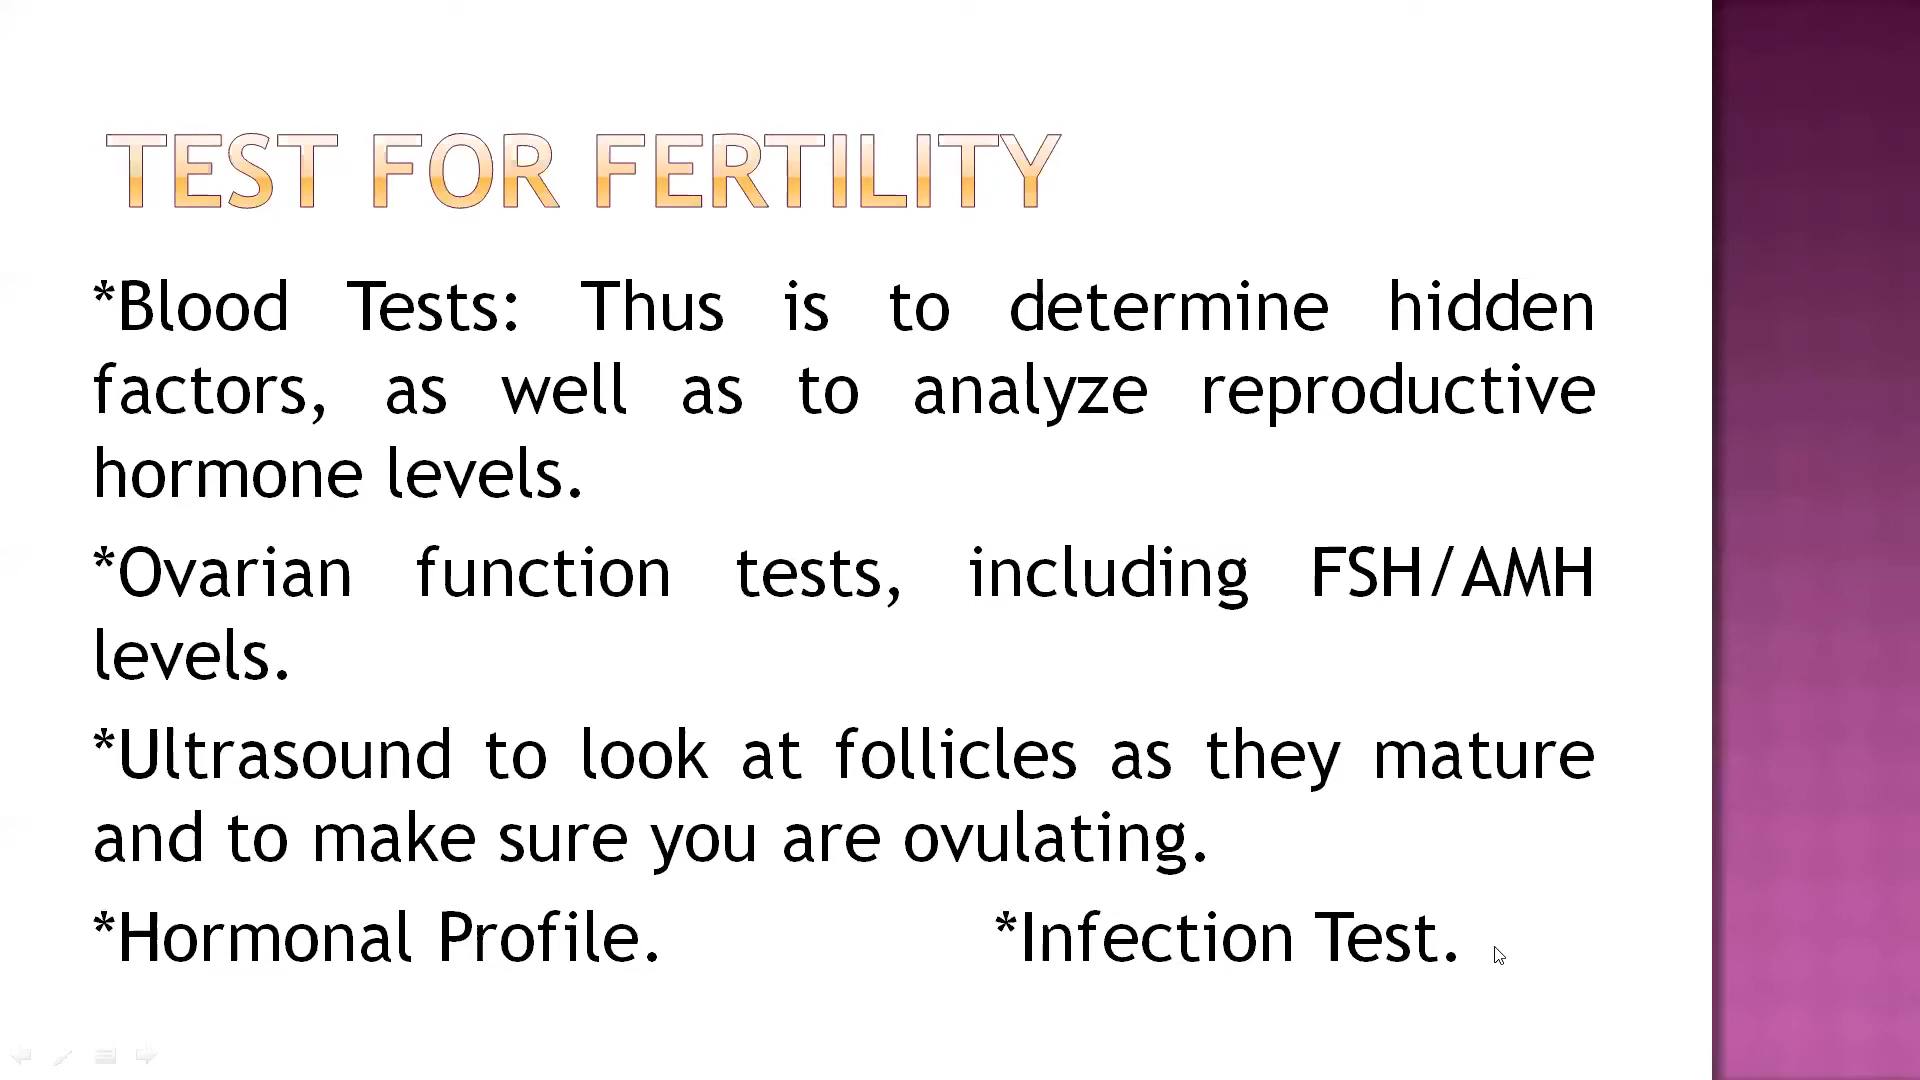 TEST FOR FERTILITY
*Blood Tests: Thus is to determine hidden
factors, as well as to analyze reproductive
hormone levels.
*Ovarian function tests, including FSH/AMH
levels.
*Ultrasound to look at follicles as they mature
and to make sure you are ovulating.
*Hormonal Profile. *Infection Test.